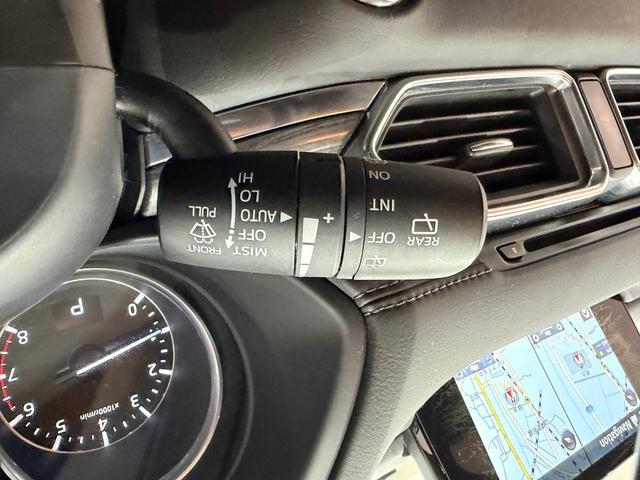 FRONT
PULL
MIST
OFF
AUTO
LO
HI
+
REAR
OFF
INT
ON
P
0
2
3
4
5
6
7
8
x1000r/min
Navigation